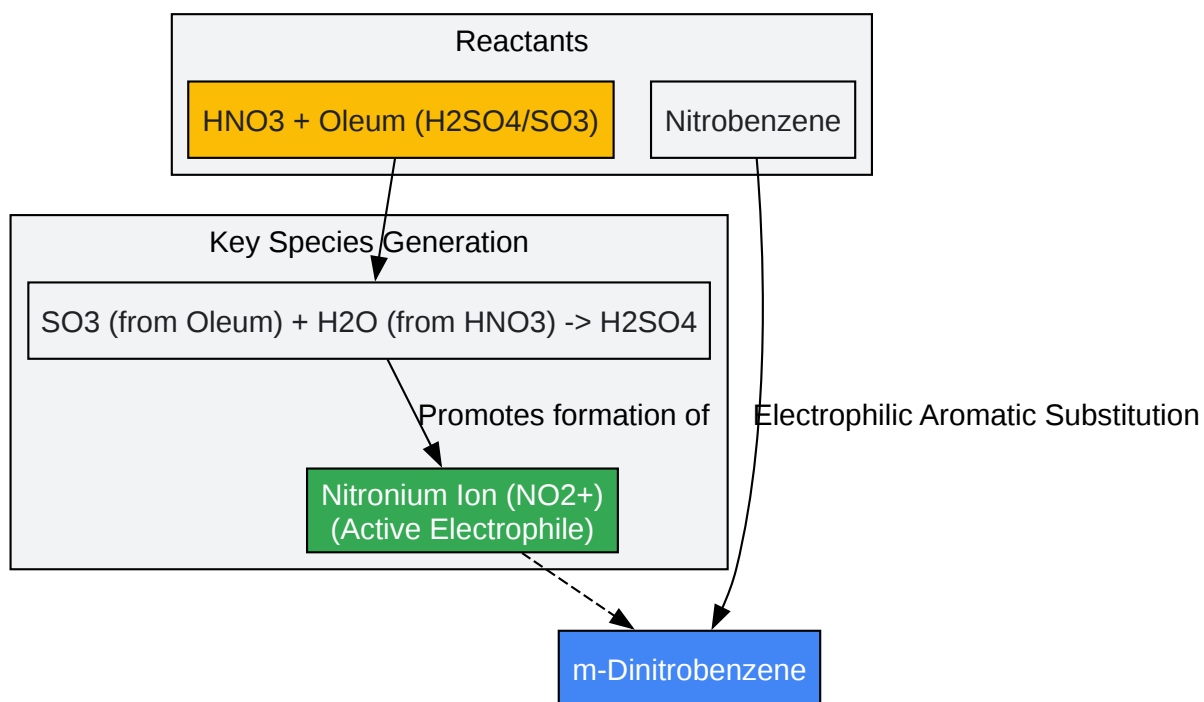 Reactants
HNO3 + Oleum (H2SO4/SO3)
Nitrobenzene
Key Species Generation
SO3 (from Oleum) + H2O (from HNO3) -> H2SO4
Promotes formation of
Electrophilic Aromatic Substitution
Nitronium Ion (NO2+)
(Active Electrophile)
m-Dinitrobenzene